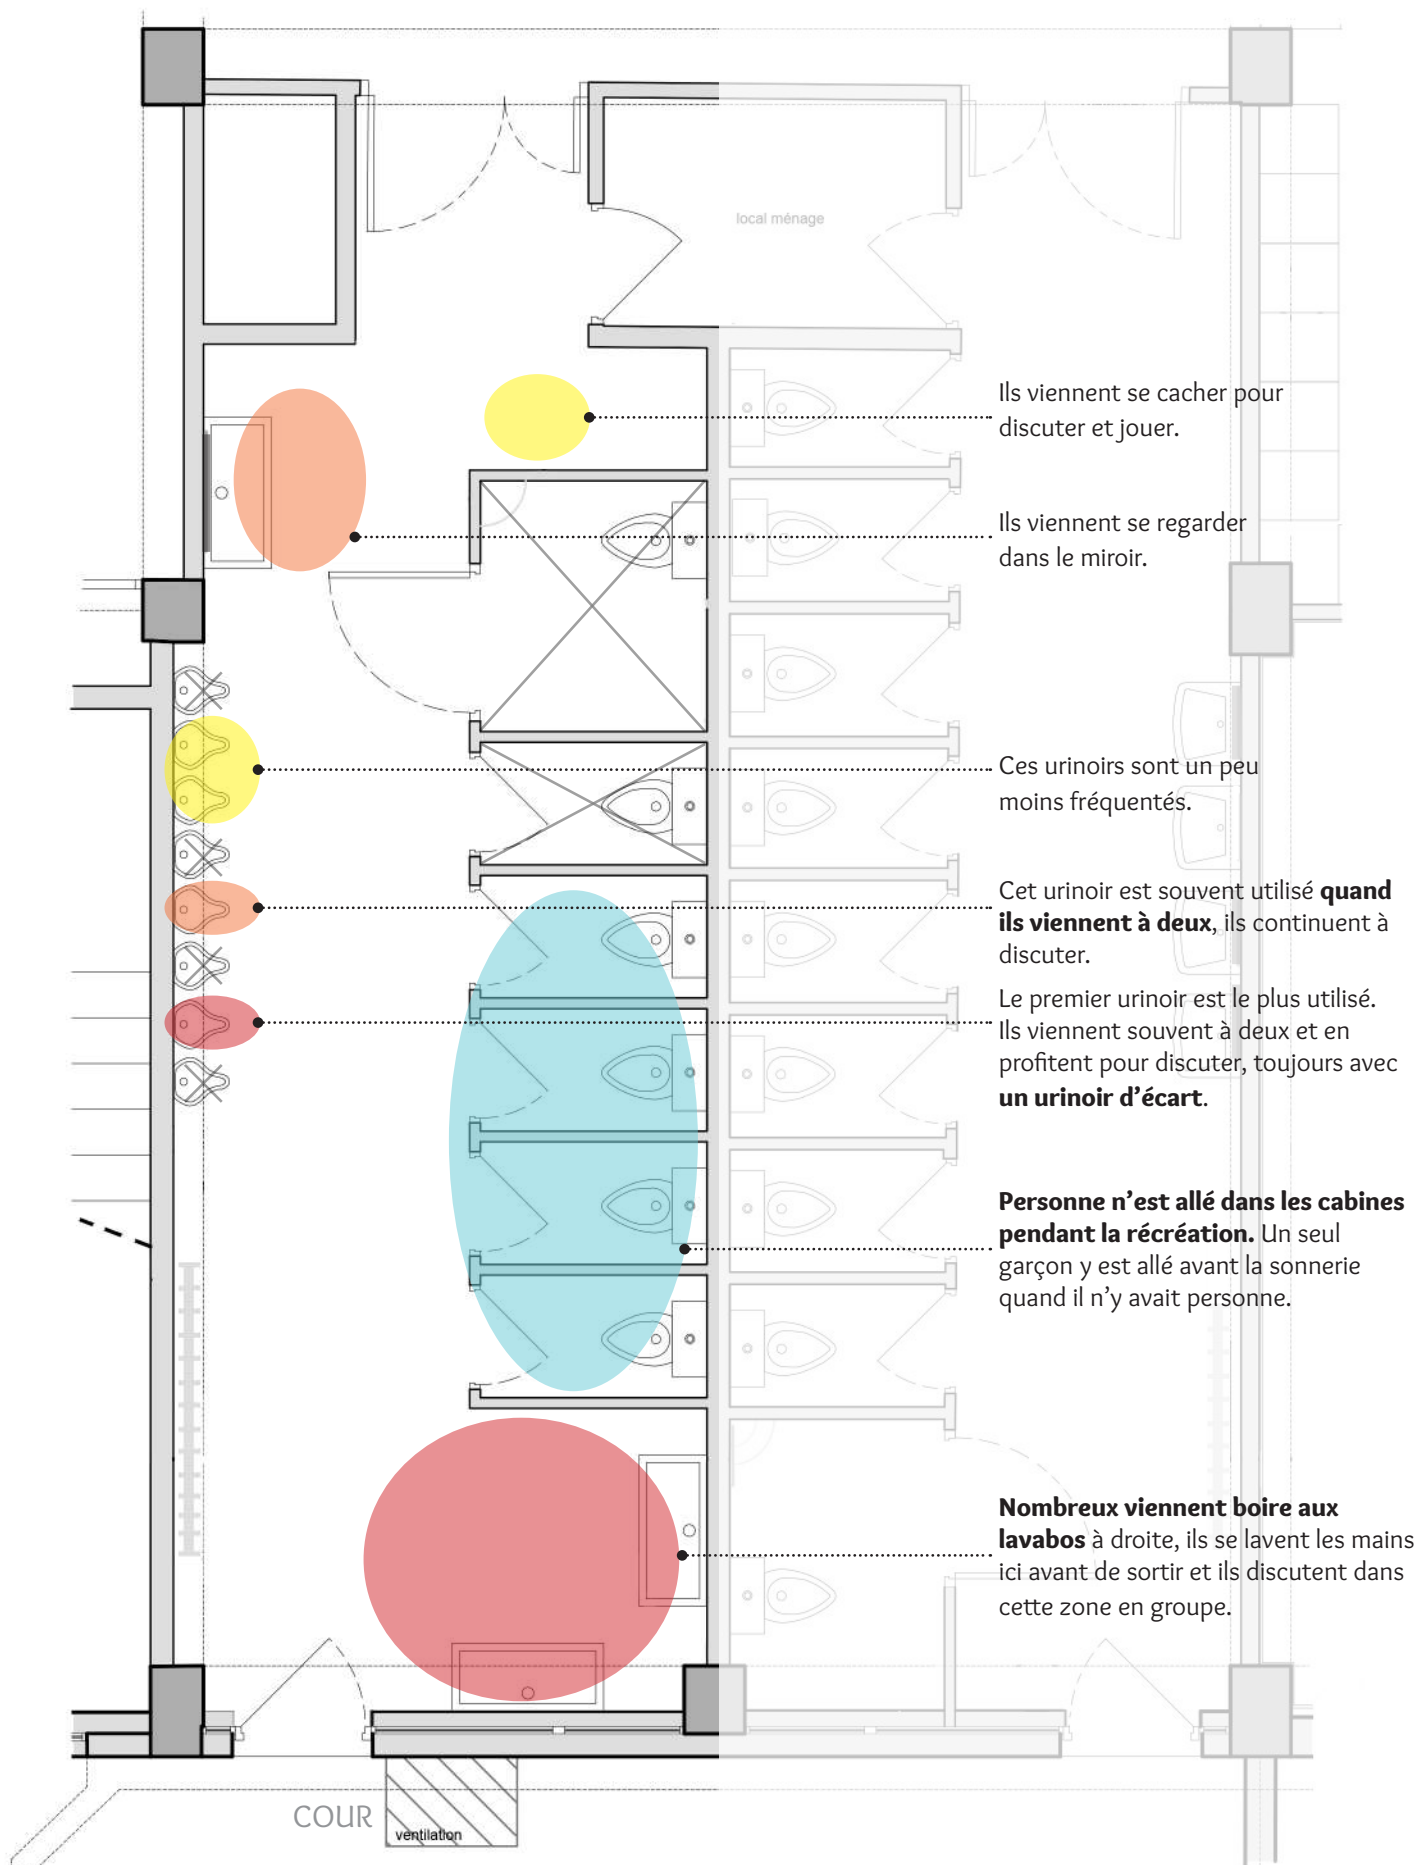 local ménage
Ils viennent se cacher pour
discuter et jouer.
Ils viennent se regarder
dans le miroir.
Ces urinoirs sont un peu
moins fréquentés.
Cet urinoir est souvent utilisé quand
ils viennent à deux, ils continuent à
discuter.
Le premier urinoir est le plus utilisé.
Ils viennent souvent à deux et en
profitent pour discuter, toujours avec
un urinoir d'écart.
Personne n'est allé dans les cabines
pendant la récréation. Un seul
garçon y est allé avant la sonnerie
quand il n'y avait personne.
Nombreux viennent boire aux
lavabos à droite, ils se lavent les mains
ici avant de sortir et ils discutent dans
cette zone en groupe.
COUR
ventilation